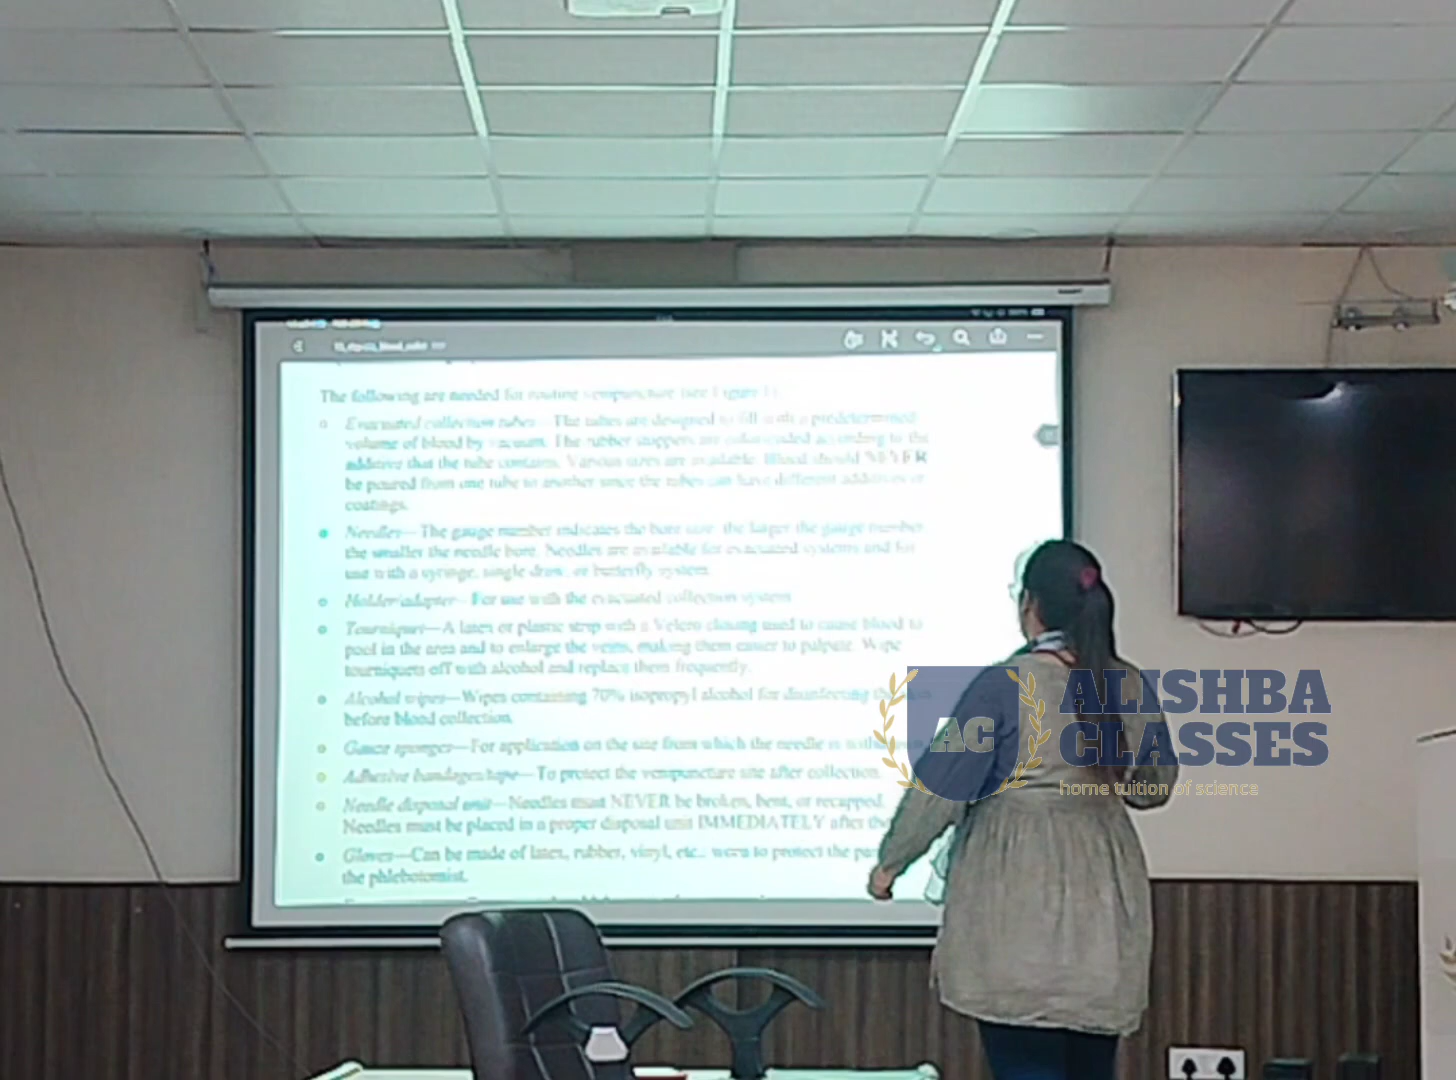 The following are needed for routine venipuncture (see Figure 1)
Evacuated collection tubes—The tubes are designed to fill with a predetermined
volume of blood by vacuum. The rubber stoppers are color-coded according to the
additive that the tube contains. Various sizes are available. Blood should NEVER
be poured from one tube to another since the tubes can have different additives or
coatings.
Needles—The gauge number indicates the bore size: the larger the gauge number
the smaller the needle bore. Needles are available for evacuated systems and for
use with a syringe, single draw, or butterfly system.
Holder/adapter—For use with the evacuated collection system.
Tourniquet—A latex or plastic strip with a Velcro closing used to cause blood to
pool in the area and to enlarge the veins, making them easier to palpate. Wipe
tourniquets off with alcohol and replace them frequently.
Alcohol wipes—Wipes containing 70% isopropyl alcohol for disinfecting the
before blood collection.
Gauze sponges—For application on the site from which the needle is
Adhesive bandages/tape—To protect the venipuncture site after collection.
Needle disposal unit—Needles must NEVER be broken, bent, or recapped.
Needles must be placed in a proper disposal unit IMMEDIATELY after
Gloves—Can be made of latex, rubber, vinyl, etc.; worn to protect the
the phlebotomist.
AC
ALISHBA
CLASSES
home tuition of science